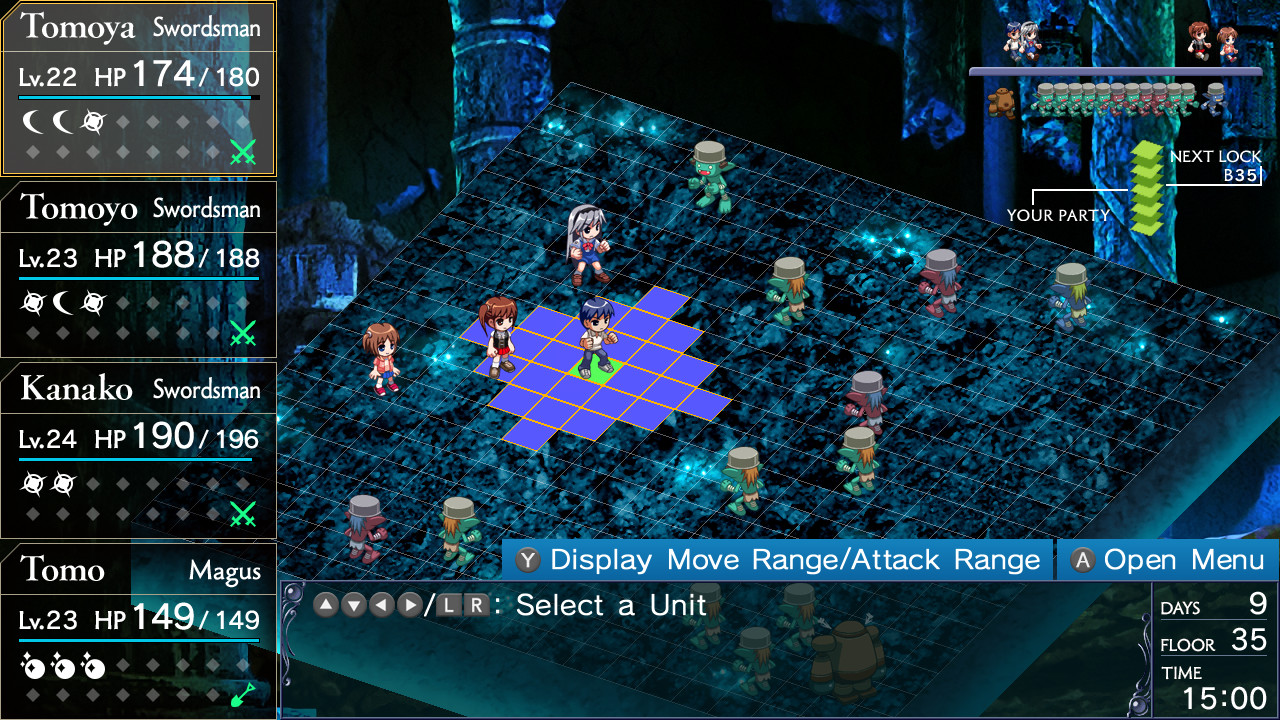 Tomoya Swordsman
Lv.22 HP 174/180
Tomoyo Swordsman
Lv.23 HP 188/188
Kanako Swordsman
Lv.24 HP 190/196
Tomo Magus
Lv.23 HP 149/149
NEXT LOCK
B35
YOUR PARTY
Y Display Move Range/Attack Range
A Open Menu
/ L R : Select a Unit
DAYS 9
FLOOR 35
TIME
15:00